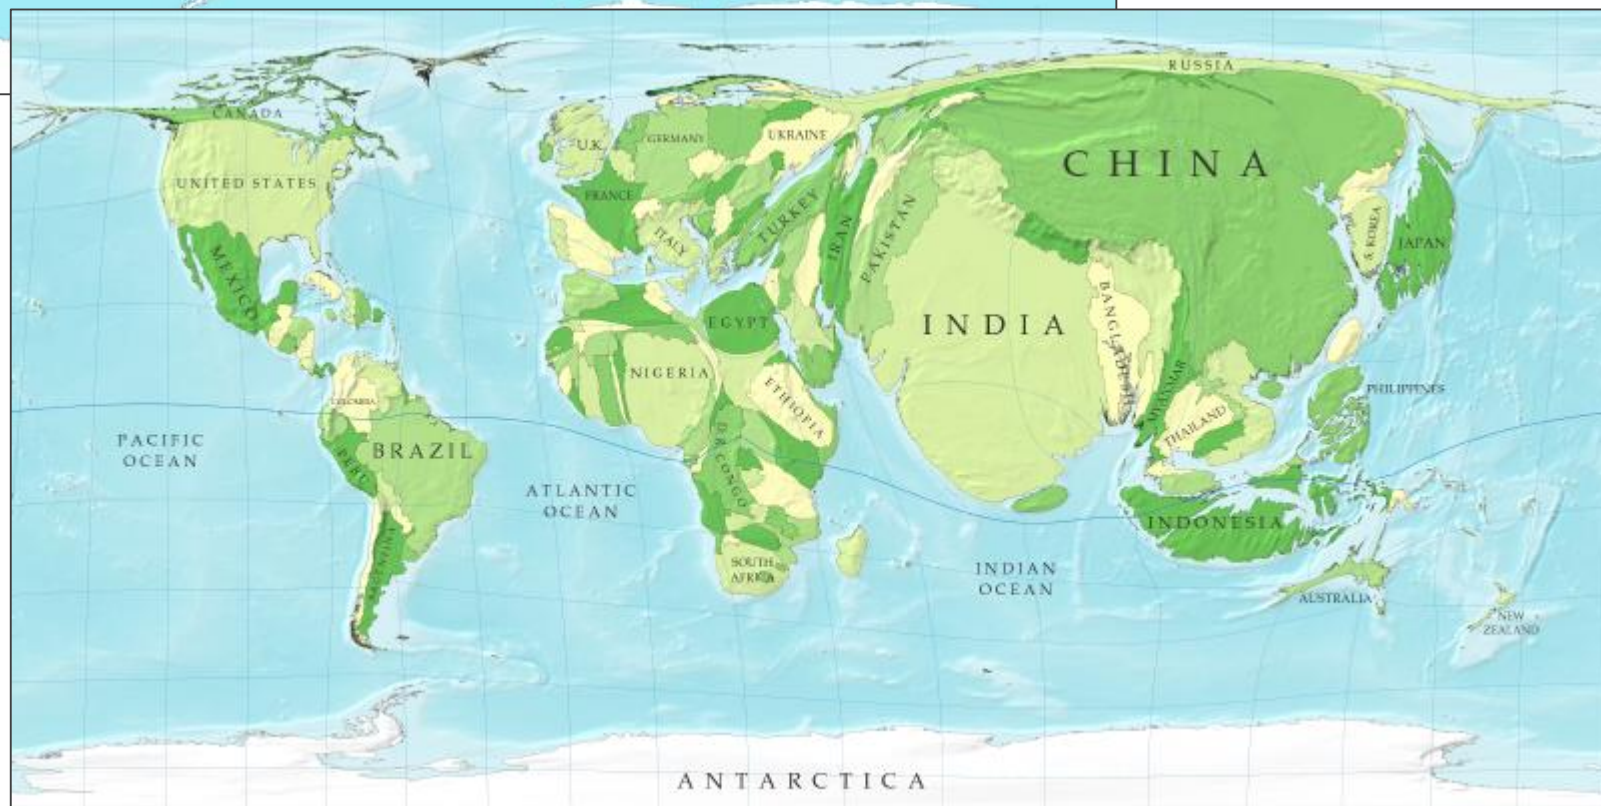 RUSSIA
CANADA
U.K.
GERMANY
UKRAINE
CHINA
UNITED STATES
FRANCE
ITALY
TURKEY
IRAN
PAKISTAN
S. KOREA
JAPAN
MEXICO
EGYPT
INDIA
BANGLADESH
NIGERIA
ETHIOPIA
MYANMAR
PHILIPPINES
COLOMBIA
THAILAND
PACIFIC
OCEAN
BRAZIL
PERU
D.R. CONGO
ATLANTIC
OCEAN
INDONESIA
ARGENTINA
SOUTH
AFRICA
INDIAN
OCEAN
AUSTRALIA
NEW
ZEALAND
ANTARCTICA